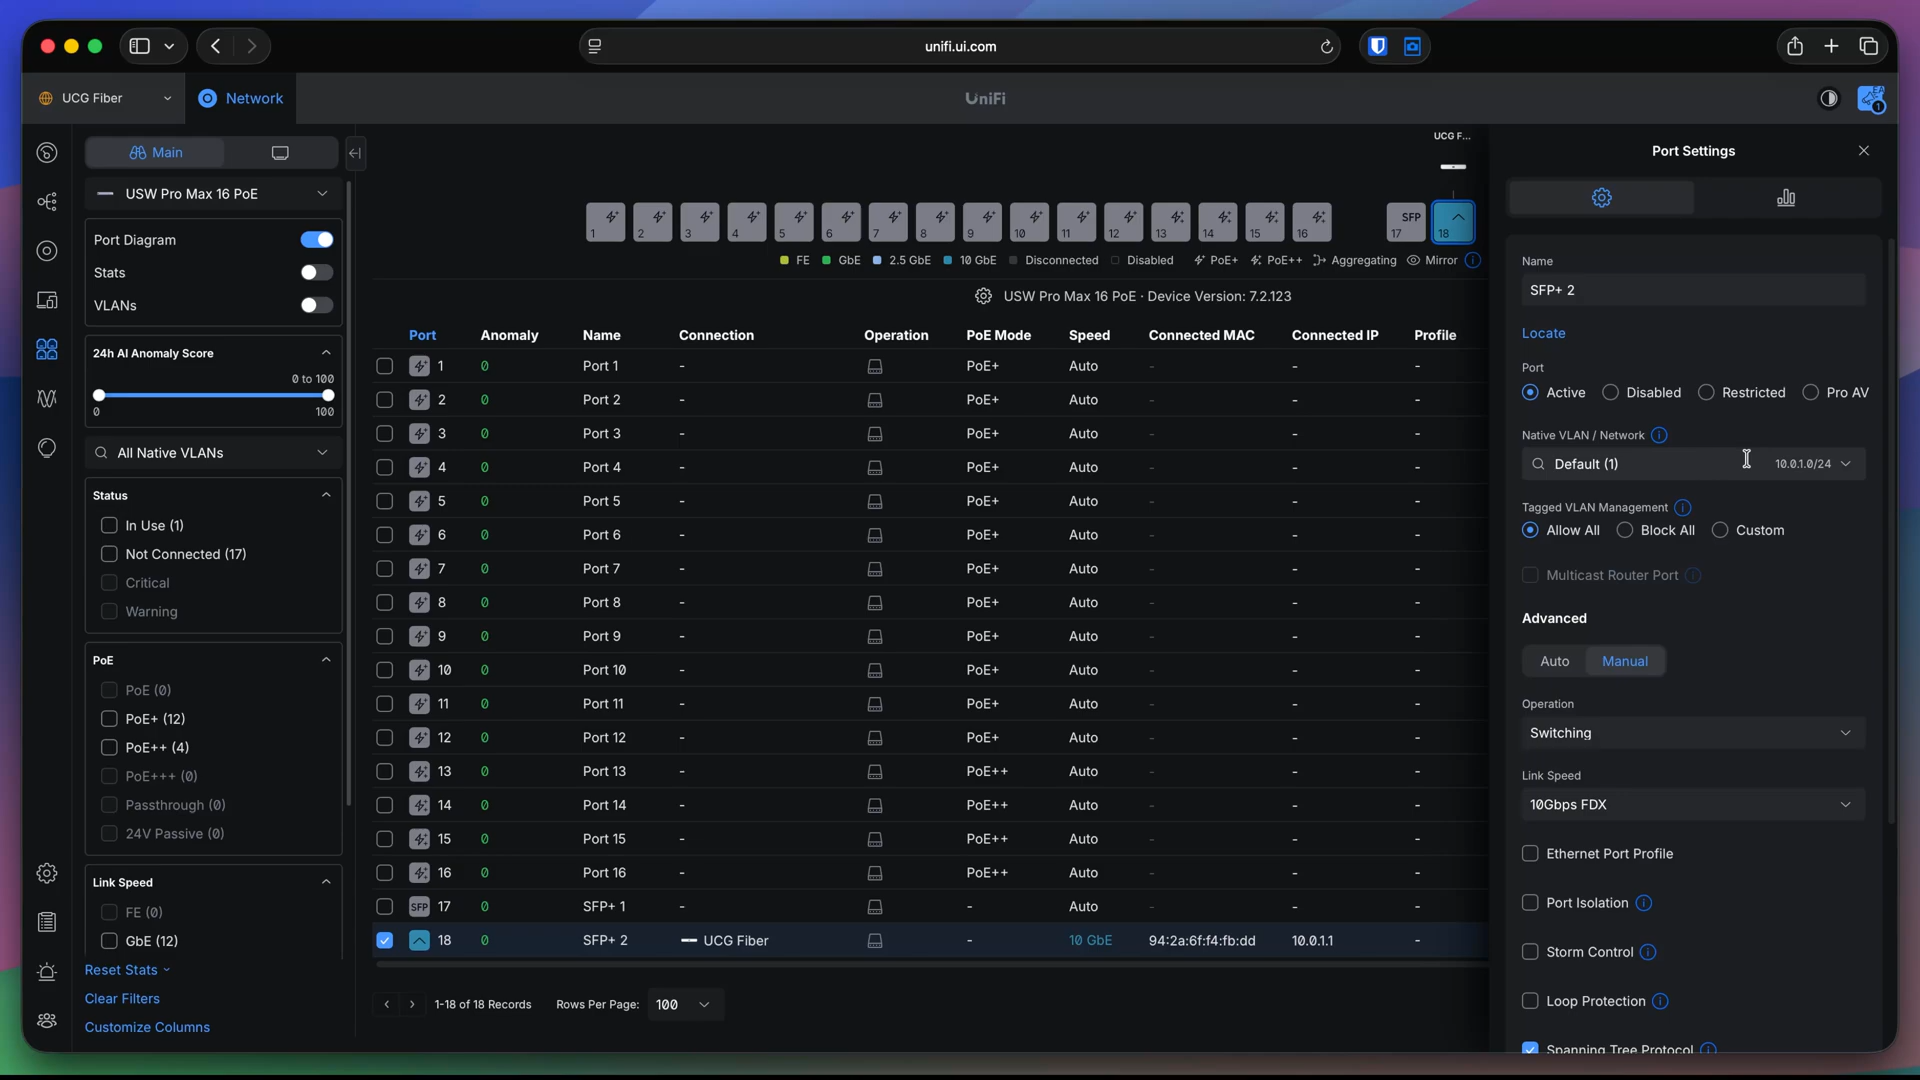 unifi.ui.com
UCG Fiber
Network
UniFi
1
Main
USW Pro Max 16 PoE
Port Diagram
Stats
VLANs
24h AI Anomaly Score
0 to 100
0
100
All Native VLANs
Status
In Use (1)
Not Connected (17)
Critical
Warning
PoE
PoE (0)
PoE+ (12)
PoE++ (4)
PoE+++ (0)
Passthrough (0)
24V Passive (0)
Link Speed
FE (0)
GbE (12)
Reset Stats
Clear Filters
Customize Columns
UCG F...
1 2 3 4 5 6 7 8 9 10 11 12 13 14 15 16 SFP 17 18
FE GbE 2.5 GbE 10 GbE Disconnected Disabled PoE+ PoE++ Aggregating Mirror
USW Pro Max 16 PoE · Device Version: 7.2.123
Port Anomaly Name Connection Operation PoE Mode Speed Connected MAC Connected IP Profile
1 0 Port 1 - PoE+ Auto - - -
2 0 Port 2 - PoE+ Auto - - -
3 0 Port 3 - PoE+ Auto - - -
4 0 Port 4 - PoE+ Auto - - -
5 0 Port 5 - PoE+ Auto - - -
6 0 Port 6 - PoE+ Auto - - -
7 0 Port 7 - PoE+ Auto - - -
8 0 Port 8 - PoE+ Auto - - -
9 0 Port 9 - PoE+ Auto - - -
10 0 Port 10 - PoE+ Auto - - -
11 0 Port 11 - PoE+ Auto - - -
12 0 Port 12 - PoE+ Auto - - -
13 0 Port 13 - PoE++ Auto - - -
14 0 Port 14 - PoE++ Auto - - -
15 0 Port 15 - PoE++ Auto - - -
16 0 Port 16 - PoE++ Auto - - -
SFP 17 0 SFP+ 1 - - Auto - - -
18 0 SFP+ 2 UCG Fiber - 10 GbE 94:2a:6f:f4:fb:dd 10.0.1.1 -
1-18 of 18 Records Rows Per Page: 100
Port Settings
Name
SFP+ 2
Locate
Port
Active Disabled Restricted Pro AV
Native VLAN / Network
Default (1) 10.0.1.0/24
Tagged VLAN Management
Allow All Block All Custom
Multicast Router Port
Advanced
Auto Manual
Operation
Switching
Link Speed
10Gbps FDX
Ethernet Port Profile
Port Isolation
Storm Control
Loop Protection
Spanning Tree Protocol